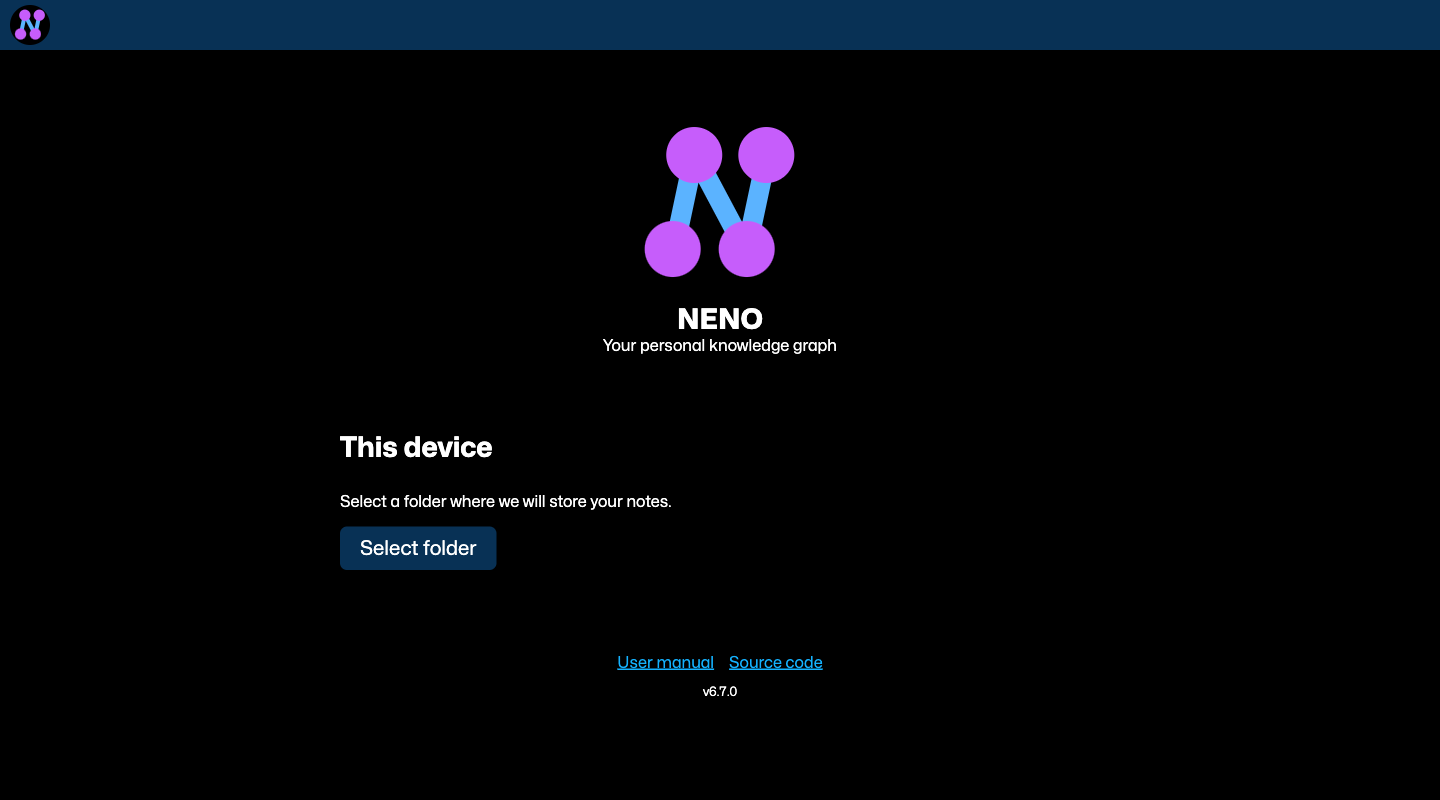 NENO
Your personal knowledge graph
This device
Select a folder where we will store your notes.
Select folder
User manual Source code
v6.7.0